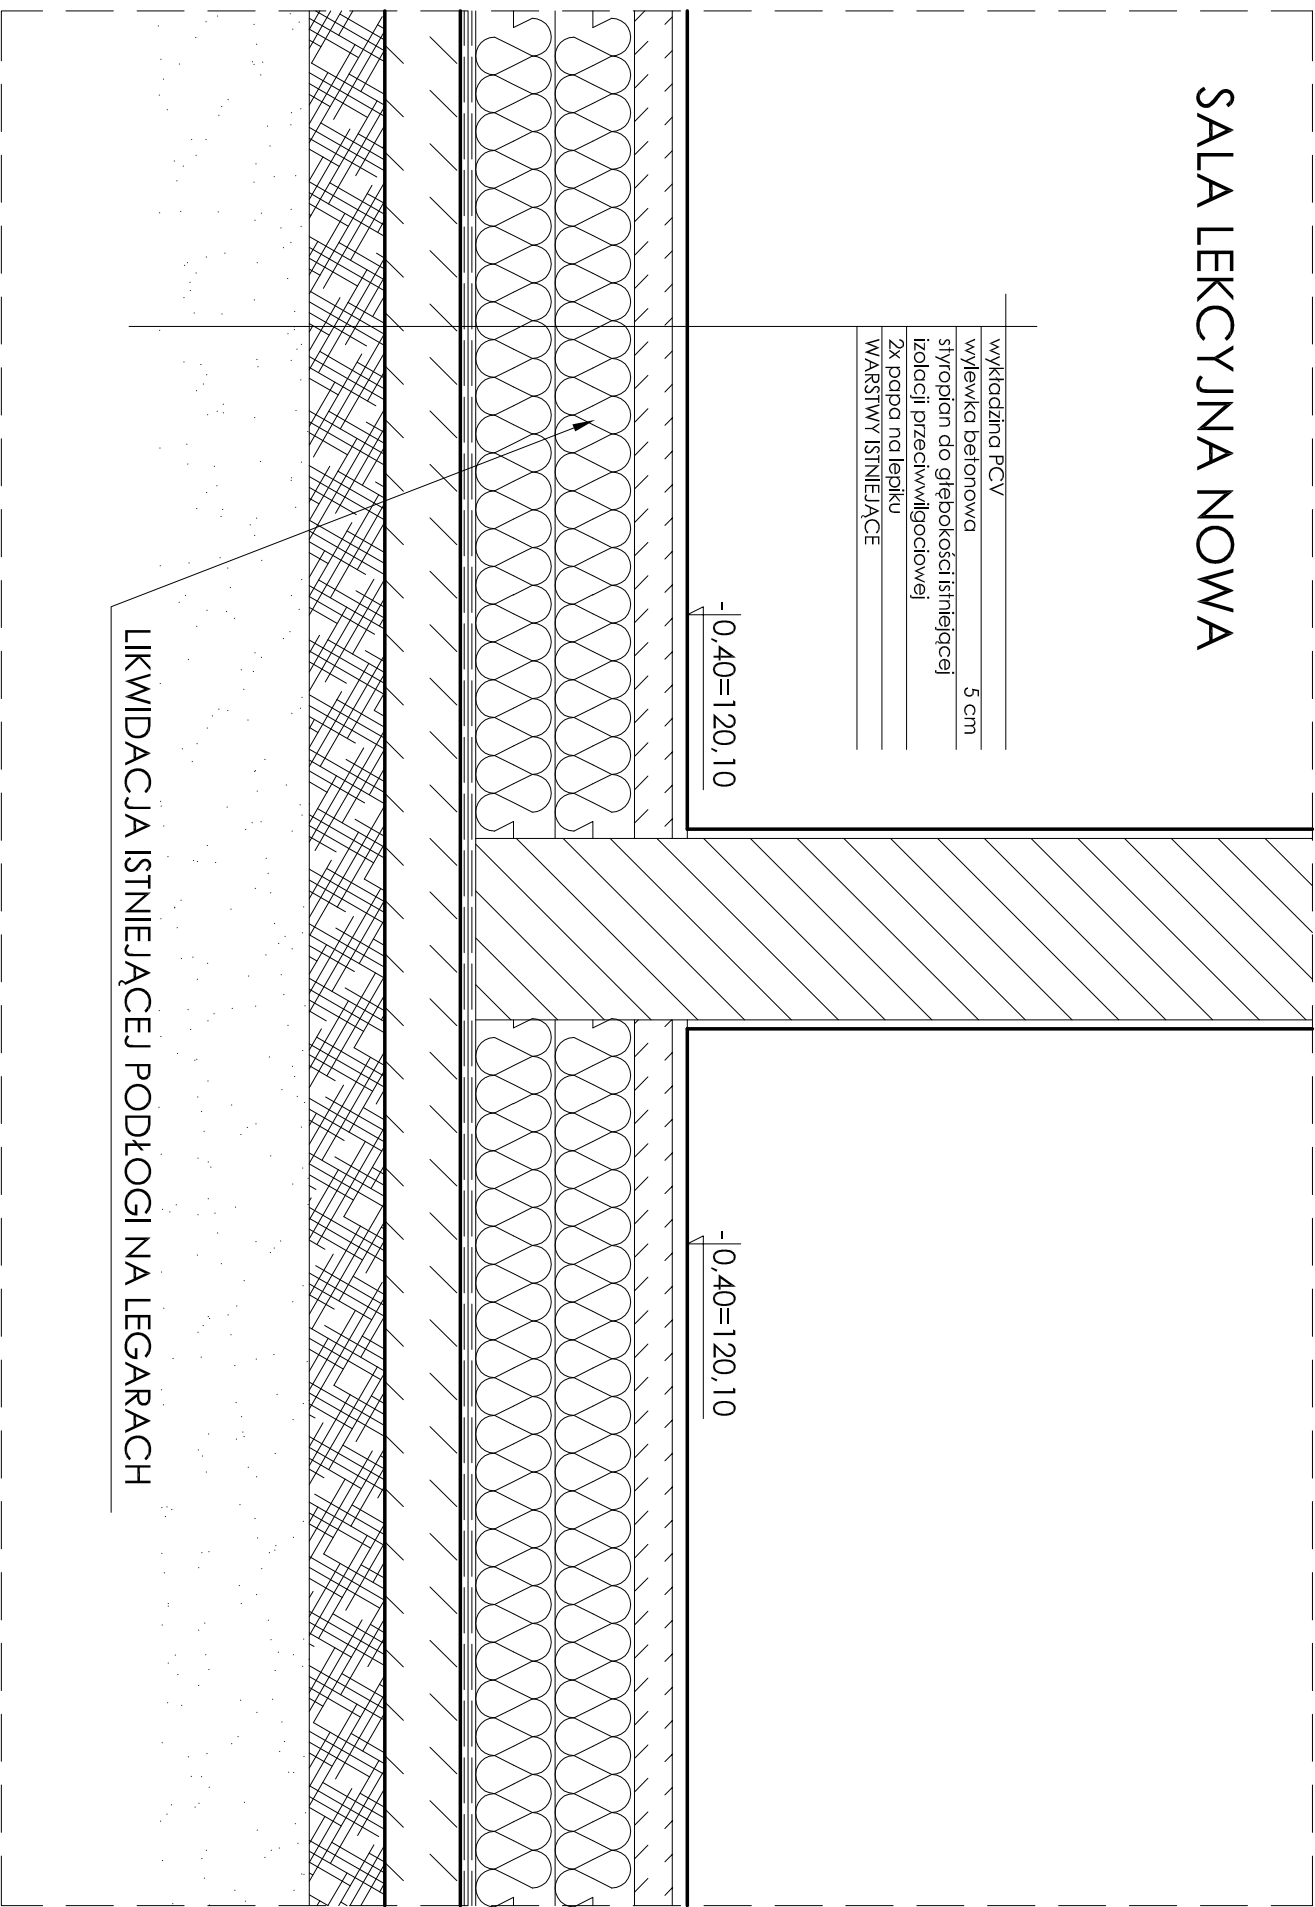 SALA LEKCYJNA NOWA
wykładzina PCV
wylewka betonowa 5 cm
styropian do głębokości istniejącej
izolacji przeciwwilgociowej
2x papa na lepiku
WARSTWY ISTNIEJĄCE
-0,40=120,10
-0,40=120,10
LIKWIDACJA ISTNIEJĄCEJ PODŁOGI NA LEGARACH